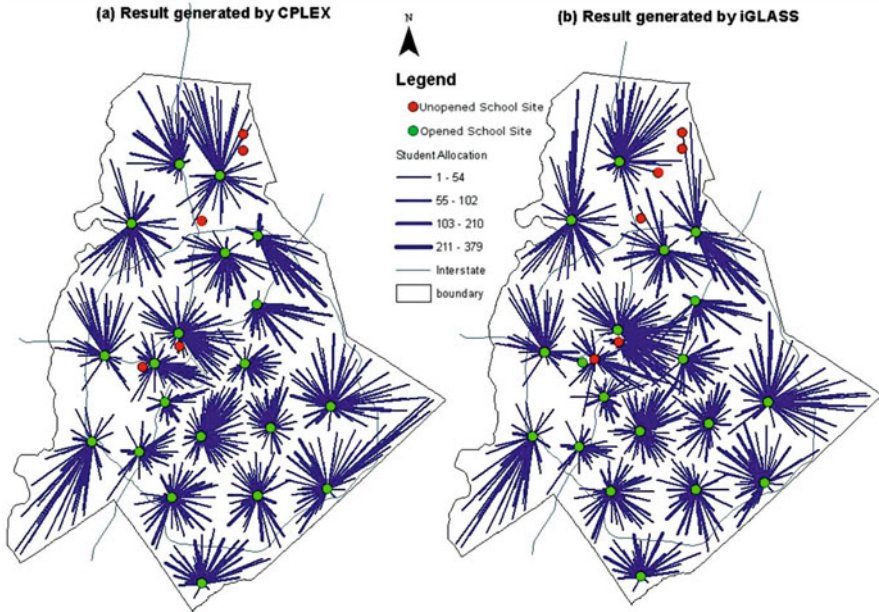 (a) Result generated by CPLEX
N
(b) Result generated by iGLASS
Legend
Unopened School Site
Opened School Site
Student Allocation
1 - 54
55 - 102
103 - 210
211 - 379
Interstate
boundary